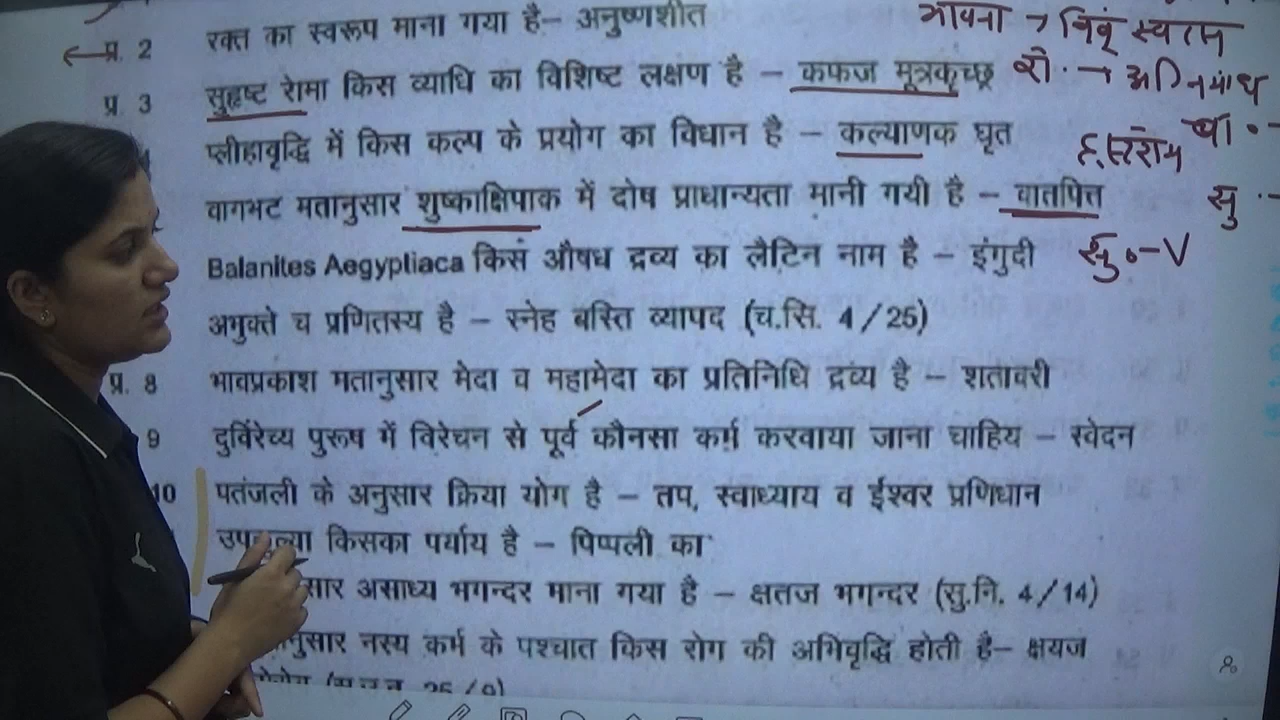 प्र. 2 रक्त का स्वरूप माना गया है– अनुष्णशीत
प्र 3 सुहृष्ट रोमा किस व्याधि का विशिष्ट लक्षण है – कफज मूत्रकृच्छ्र
प्लीहावृद्धि में किस कल्प के प्रयोग का विधान है – कल्याणक घृत
वागभट मतानुसार शुष्काक्षिपाक में दोष प्राधान्यता मानी गयी है – वातपित्त
Balanites Aegyptiaca किस औषध द्रव्य का लैटिन नाम है – इंगुदी
अभुक्ते च प्रणितस्य है – स्नेह बस्ति व्यापद (च.सि. 4/25)
प्र. 8 भावप्रकाश मतानुसार मेदा व महामेदा का प्रतिनिधि द्रव्य है – शतावरी
9 दुर्विरेच्य पुरूष में विरेचन से पूर्व कौनसा कर्म करवाया जाना चाहिय – स्वेदन
10 पतंजली के अनुसार क्रिया योग है – तप, स्वाध्याय व ईश्वर प्रणिधान
किसका पर्याय है – पिप्पली का
सार असाध्य भगन्दर माना गया है – क्षतज भगन्दर (सु.नि. 4/14)
नुसार नस्य कर्म के पश्चात किस रोग की अभिवृद्धि होती है– क्षयज
भावना →
रो. →
सु.-
सु०-V